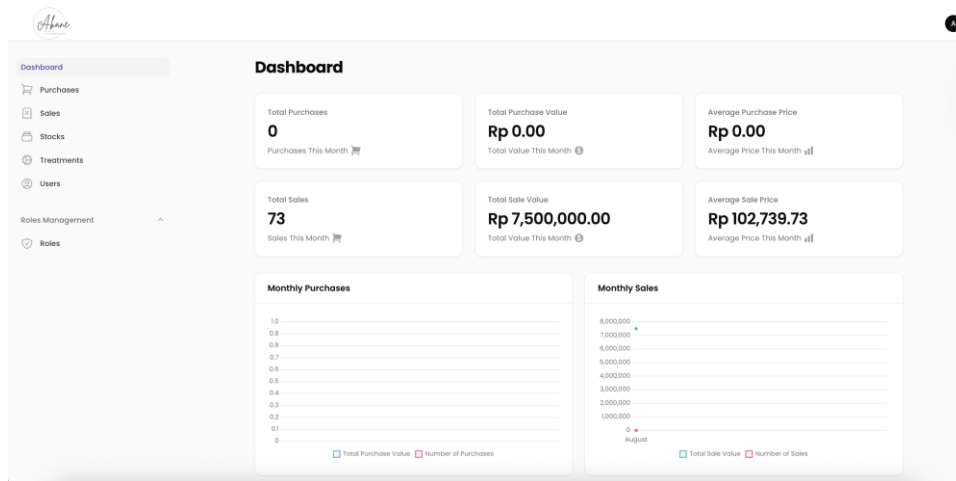 Akane
A
Dashboard
Purchases
Sales
Stocks
Treatments
Users
Roles Management
Roles
Dashboard
Total Purchases
0
Purchases This Month
Total Purchase Value
Rp 0.00
Total Value This Month
Average Purchase Price
Rp 0.00
Average Price This Month
Total Sales
73
Sales This Month
Total Sale Value
Rp 7,500,000.00
Total Value This Month
Average Sale Price
Rp 102,739.73
Average Price This Month
Monthly Purchases
1.0
0.9
0.8
0.7
0.6
0.5
0.4
0.3
0.2
0.1
0
Total Purchase Value Number of Purchases
Monthly Sales
8,000,000
7,000,000
6,000,000
5,000,000
4,000,000
3,000,000
2,000,000
1,000,000
0
August
Total Sale Value Number of Sales